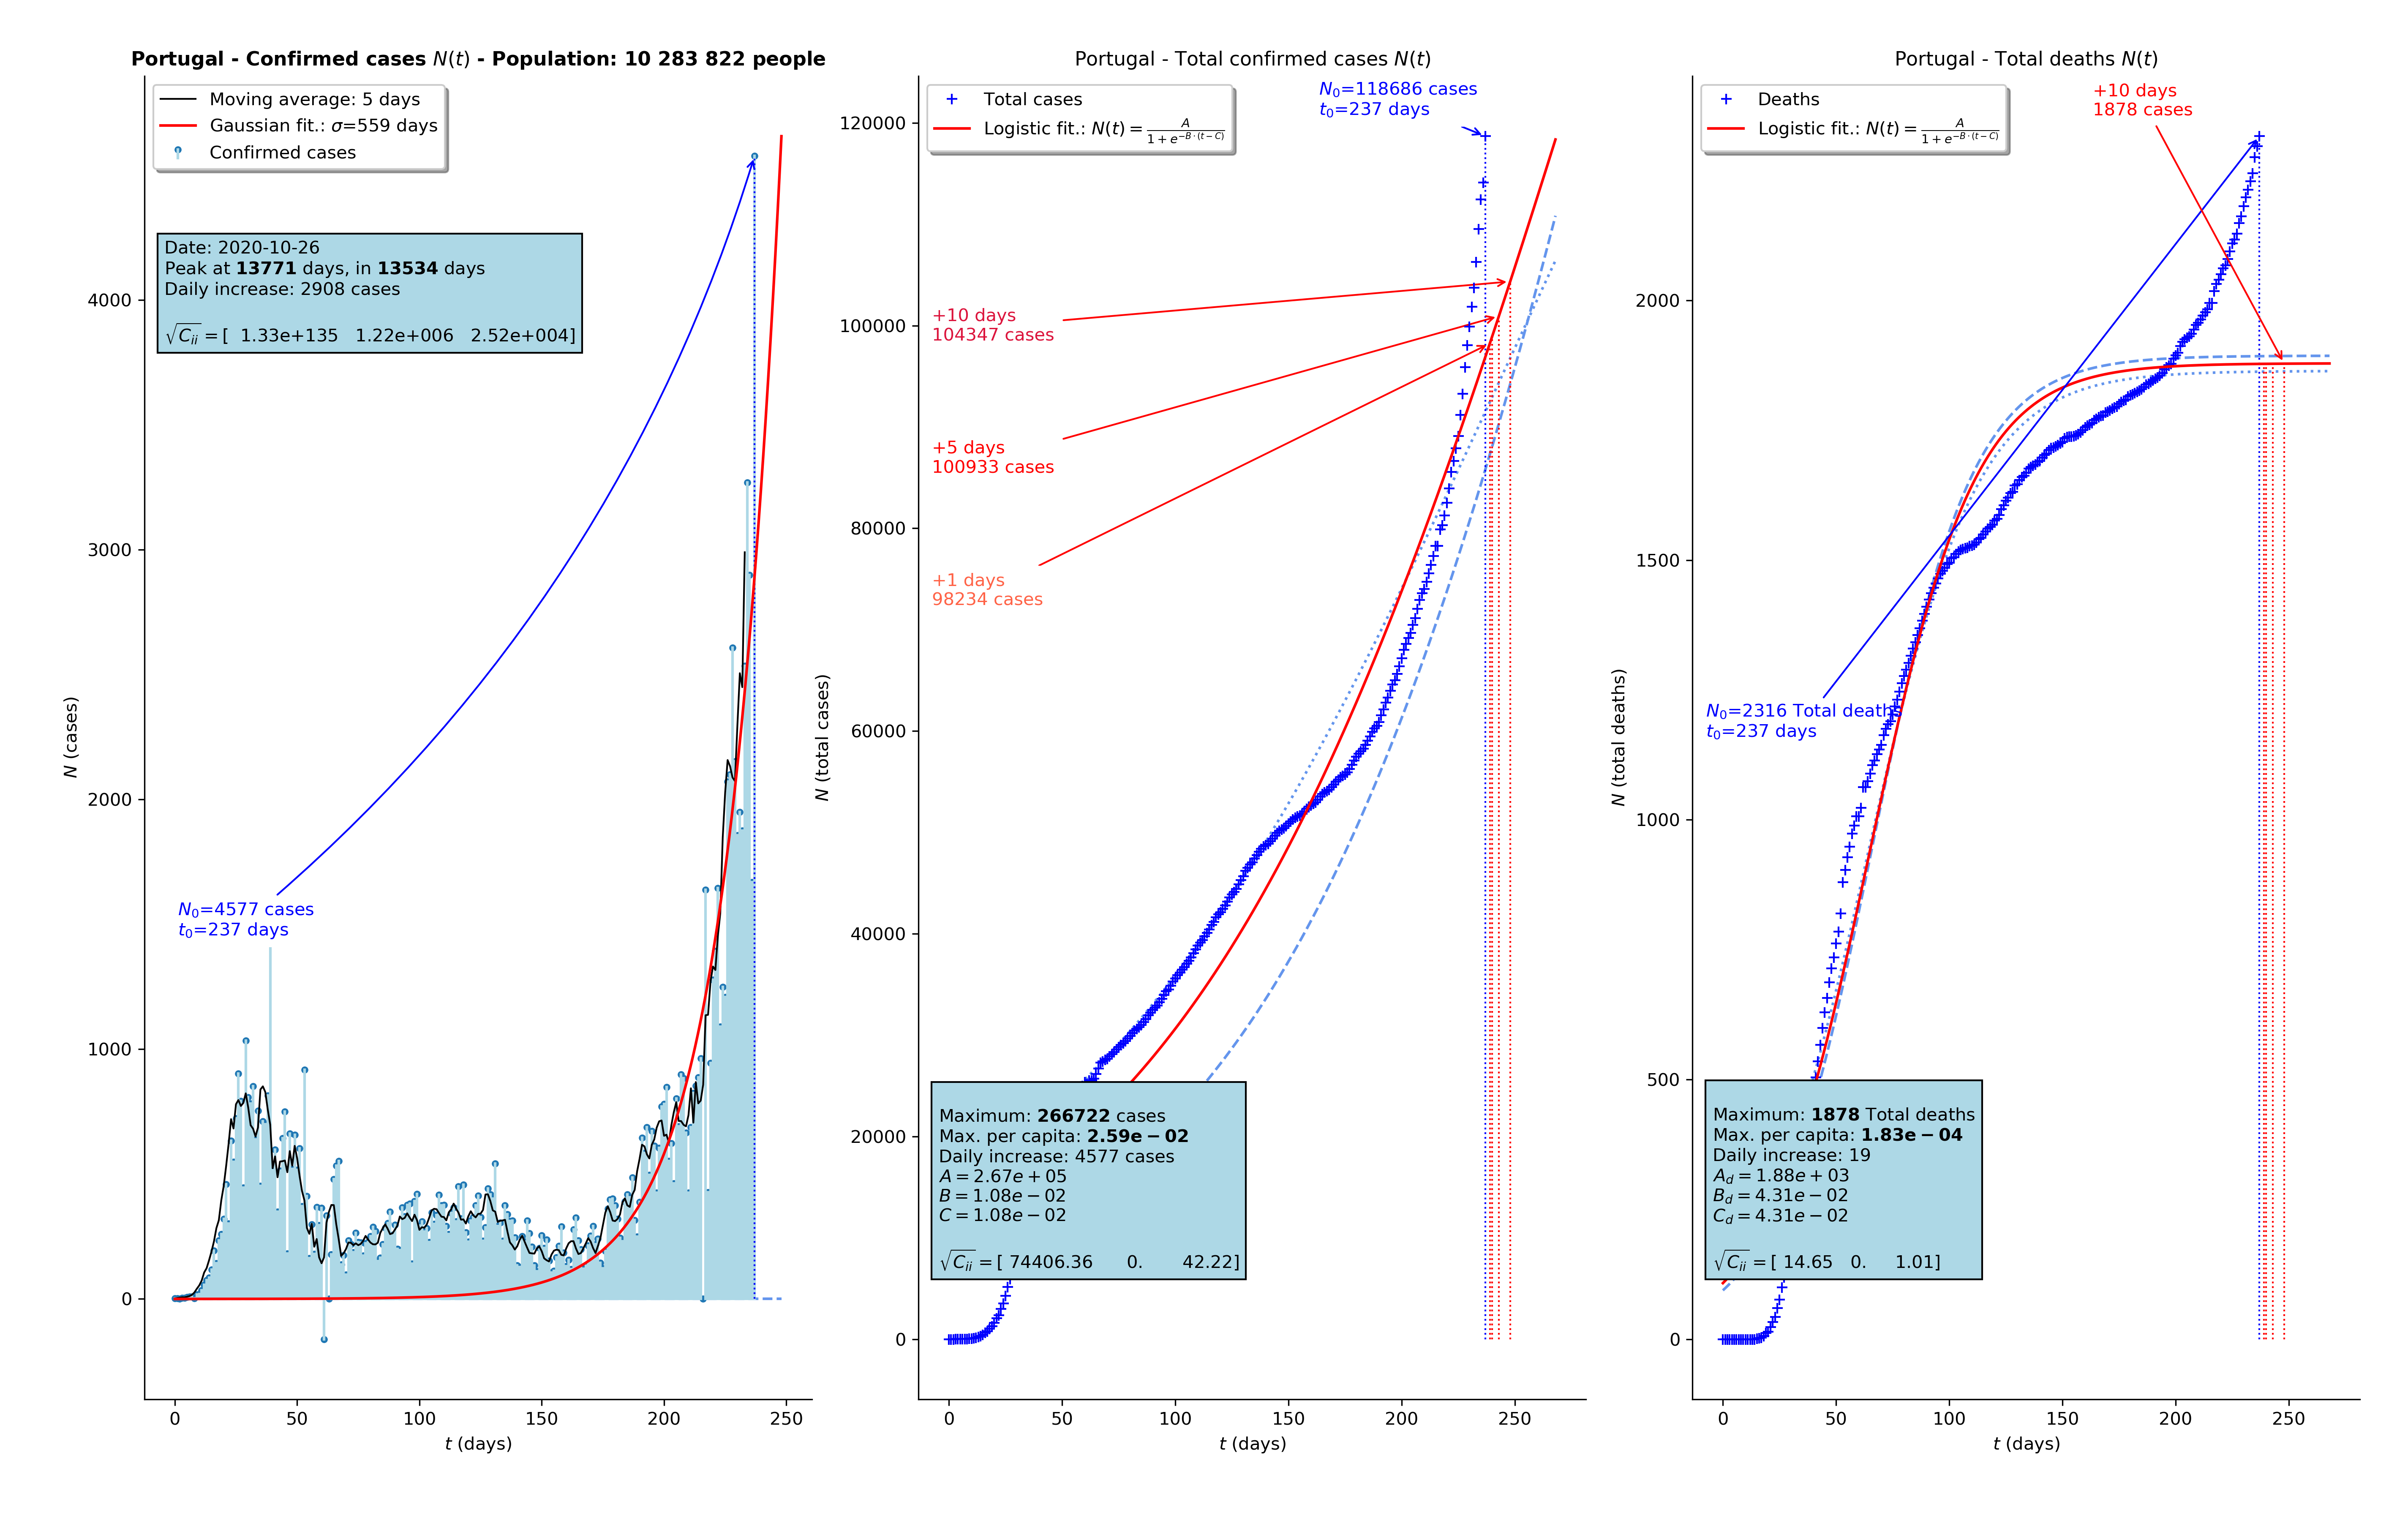 Portugal - Confirmed cases N(t) - Population: 10 283 822 people
Moving average: 5 days
Gaussian fit.: σ=559 days
Confirmed cases
Date: 2020-10-26
Peak at 13771 days, in 13534 days
Daily increase: 2908 cases
√C_ii = [ 1.33e+135 1.22e+006 2.52e+004]
N_0=4577 cases
t_0=237 days
N (cases)
4000
3000
2000
1000
0
0 50 100 150 200 250
t (days)
Portugal - Total confirmed cases N(t)
Total cases
Logistic fit.: N(t) = A / (1 + e^{-B·(t-C)})
N_0=118686 cases
t_0=237 days
+10 days
104347 cases
+5 days
100933 cases
+1 days
98234 cases
Maximum: 266722 cases
Max. per capita: 2.59e − 02
Daily increase: 4577 cases
A = 2.67e + 05
B = 1.08e − 02
C = 1.08e − 02
√C_ii = [ 74406.36 0. 42.22]
N (total cases)
120000
100000
80000
60000
40000
20000
0
0 50 100 150 200 250
t (days)
Portugal - Total deaths N(t)
Deaths
Logistic fit.: N(t) = A / (1 + e^{-B·(t-C)})
+10 days
1878 cases
N_0=2316 Total deaths
t_0=237 days
Maximum: 1878 Total deaths
Max. per capita: 1.83e − 04
Daily increase: 19
A_d = 1.88e + 03
B_d = 4.31e − 02
C_d = 4.31e − 02
√C_ii = [ 14.65 0. 1.01]
N (total deaths)
2000
1500
1000
500
0
0 50 100 150 200 250
t (days)